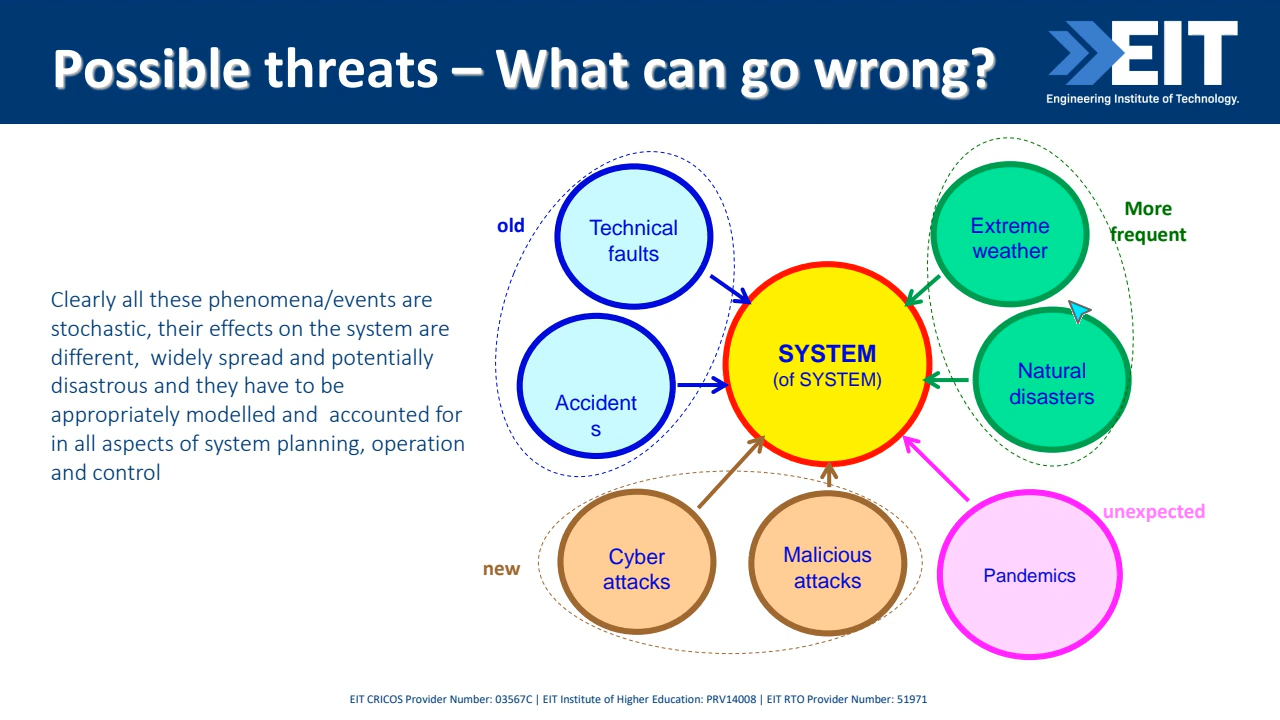 Possible threats – What can go wrong?
EIT
Engineering Institute of Technology.
Clearly all these phenomena/events are
stochastic, their effects on the system are
different,  widely spread and potentially
disastrous and they have to be
appropriately modelled and  accounted for
in all aspects of system planning, operation
and control
old
Technical
faults
Accident
s
SYSTEM
(of SYSTEM)
Extreme
weather
More
frequent
Natural
disasters
new
Cyber
attacks
Malicious
attacks
Pandemics
unexpected
EIT CRICOS Provider Number: 03567C | EIT Institute of Higher Education: PRV14008 | EIT RTO Provider Number: 51971